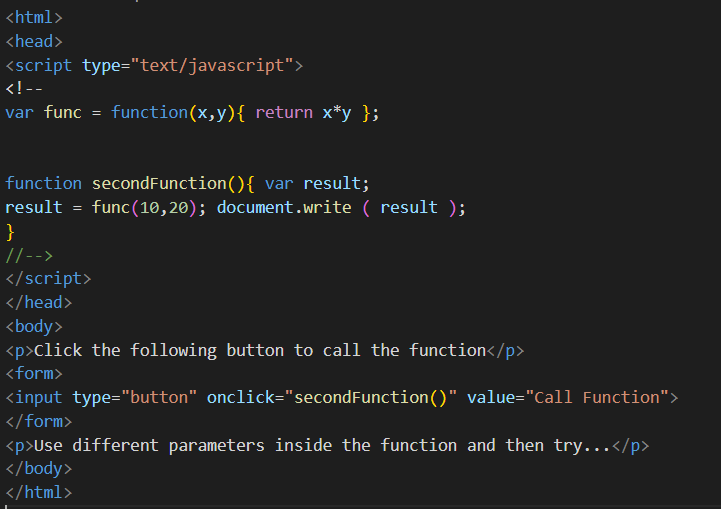 <html>
<head>
<script type="text/javascript">
<!--
var func = function(x,y){ return x*y };
function secondFunction(){ var result;
result = func(10,20); document.write ( result );
}
//-->
</script>
</head>
<body>
<p>Click the following button to call the function</p>
<form>
<input type="button" onclick="secondFunction()" value="Call Function">
</form>
<p>Use different parameters inside the function and then try...</p>
</body>
</html>